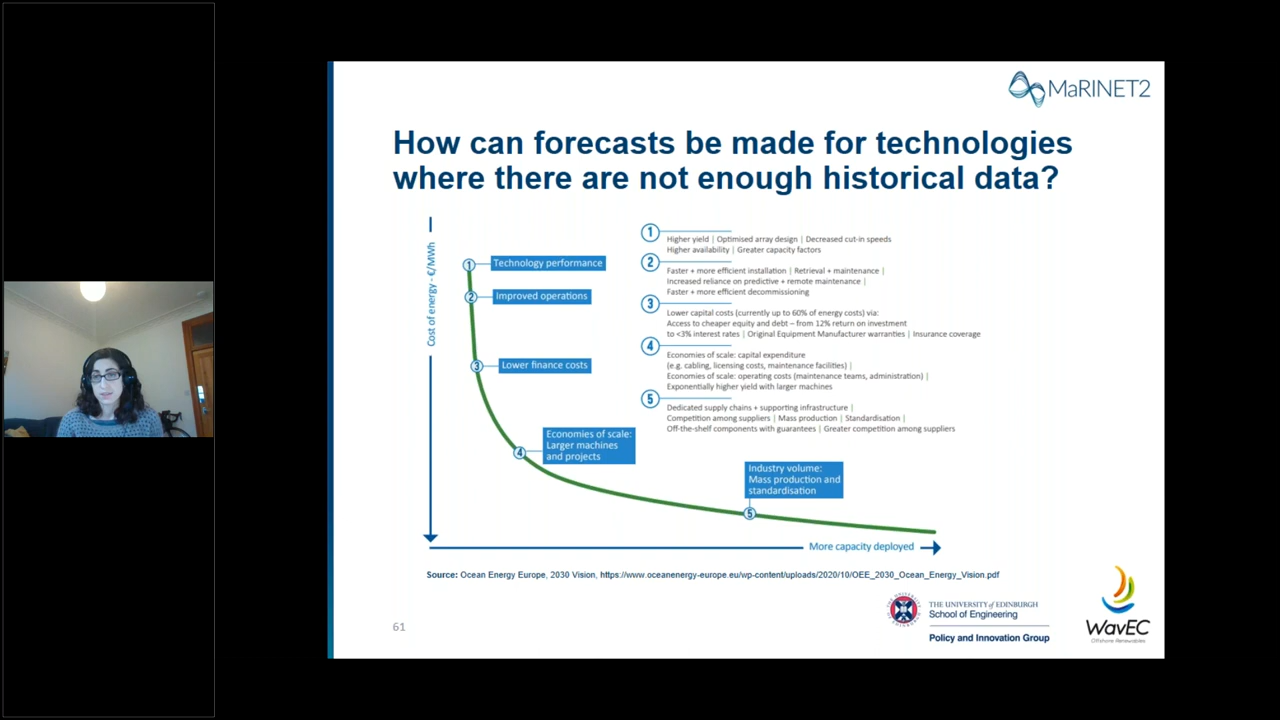 MaRINET2
How can forecasts be made for technologies
where there are not enough historical data?
Cost of energy - €/MWh
1 Technology performance
2 Improved operations
3 Lower finance costs
4 Economies of scale:
Larger machines
and projects
Industry volume:
Mass production and
standardisation
5
1
Higher yield | Optimised array design | Decreased cut-in speeds
Higher availability | Greater capacity factors
2
Faster + more efficient installation | Retrieval + maintenance |
Increased reliance on predictive + remote maintenance |
Faster + more efficient decommissioning
3
Lower capital costs (currently up to 60% of energy costs) via:
Access to cheaper equity and debt – from 12% return on investment
to <3% interest rates | Original Equipment Manufacturer warranties | Insurance coverage
4
Economies of scale: capital expenditure
(e.g. cabling, licensing costs, maintenance facilities) |
Economies of scale: operating costs (maintenance teams, administration) |
Exponentially higher yield with larger machines
5
Dedicated supply chains + supporting infrastructure |
Competition among suppliers | Mass production | Standardisation |
Off-the-shelf components with guarantees | Greater competition among suppliers
More capacity deployed
Source: Ocean Energy Europe, 2030 Vision, https://www.oceanenergy-europe.eu/wp-content/uploads/2020/10/OEE_2030_Ocean_Energy_Vision.pdf
61
THE UNIVERSITY of EDINBURGH
School of Engineering
Policy and Innovation Group
WavEC
Offshore Renewables